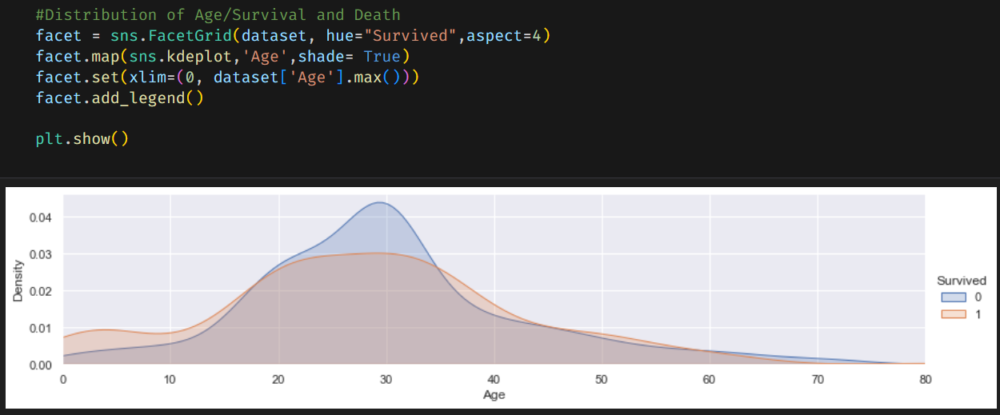 #Distribution of Age/Survival and Death
facet = sns.FacetGrid(dataset, hue="Survived",aspect=4)
facet.map(sns.kdeplot,'Age',shade= True)
facet.set(xlim=(0, dataset['Age'].max()))
facet.add_legend()
plt.show()
0.04
0.03
0.02
0.01
0.00
Density
0 10 20 30 40 50 60 70 80
Age
Survived
0
1